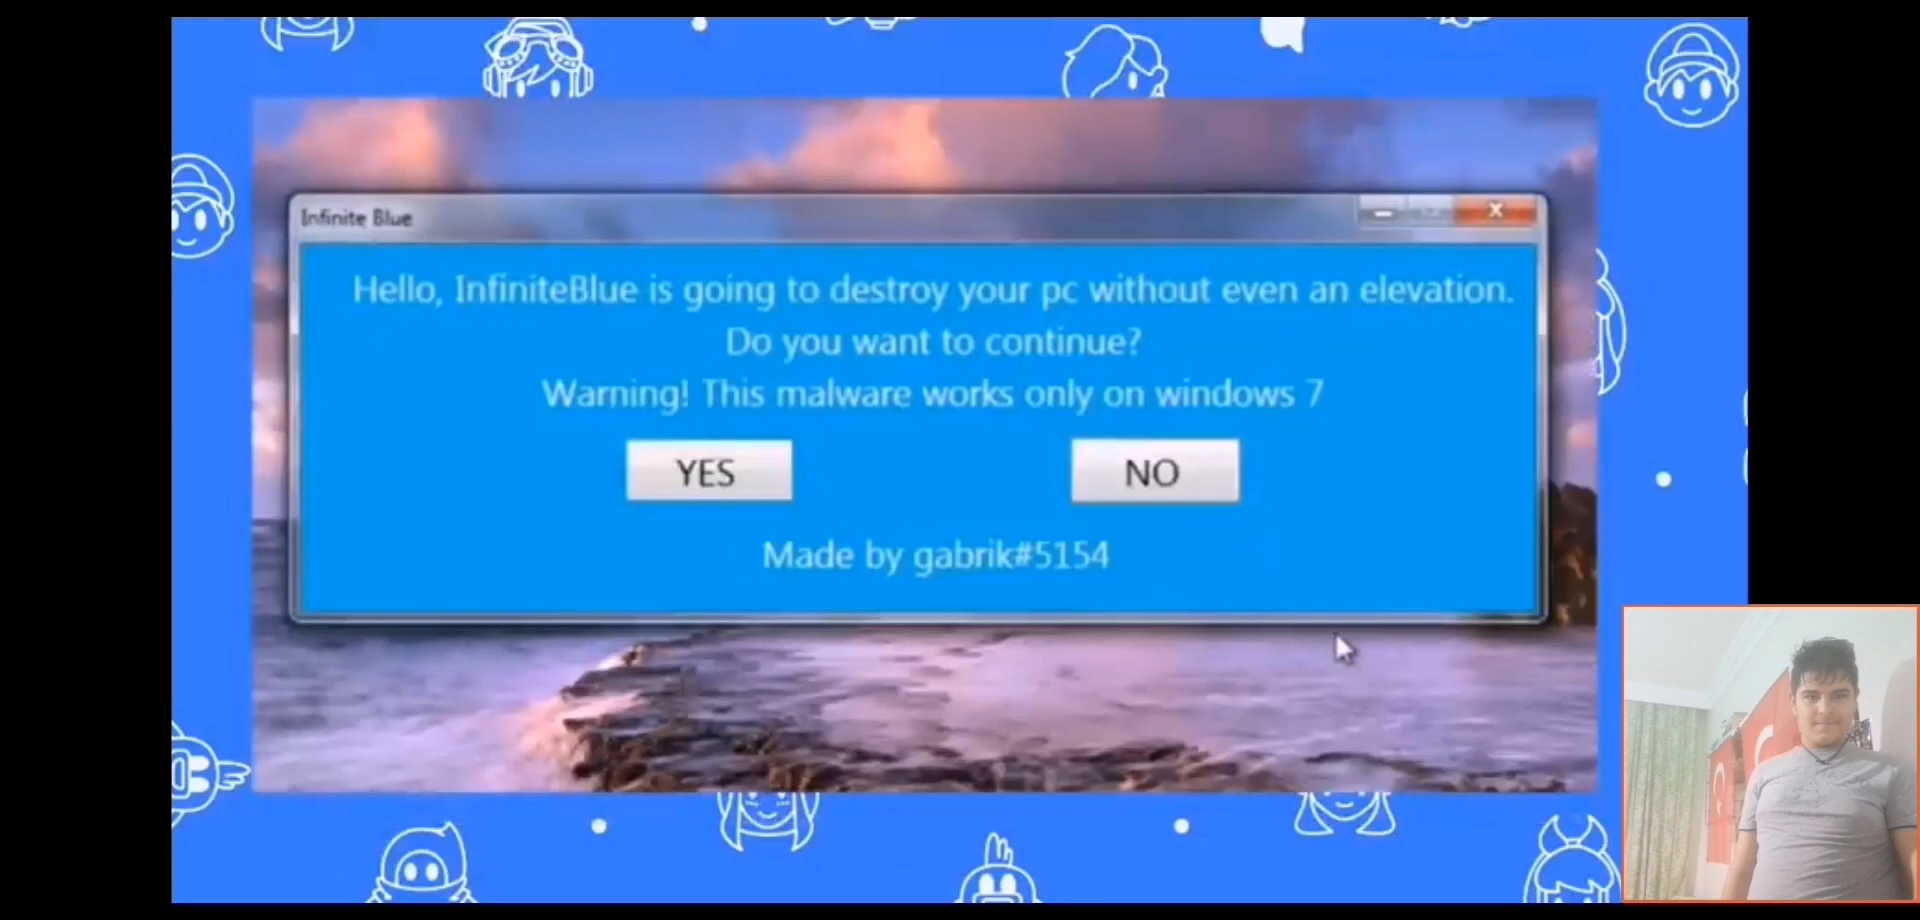 Infinite Blue
Hello, InfiniteBlue is going to destroy your pc without even an elevation.
Do you want to continue?
Warning! This malware works only on windows 7
YES
NO
Made by gabrik#5154